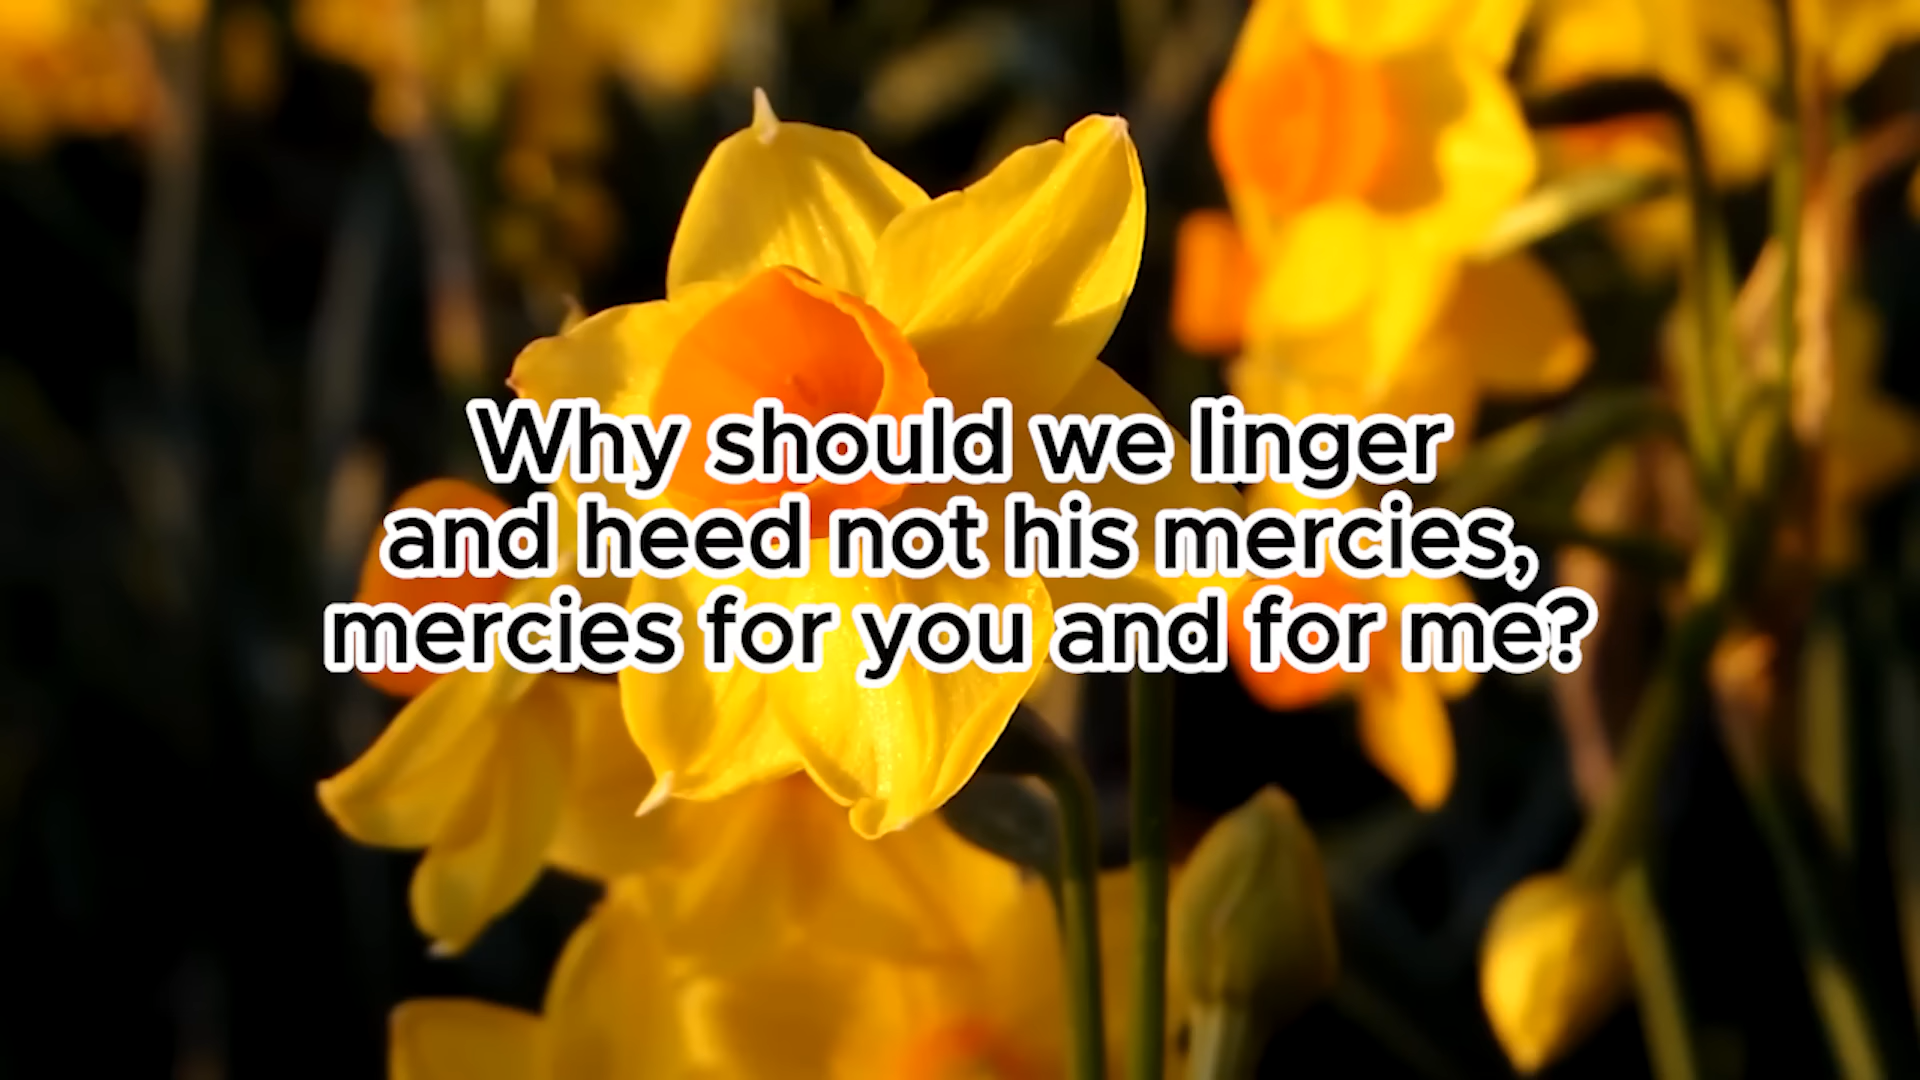 Why should we linger
and heed not his mercies,
mercies for you and for me?